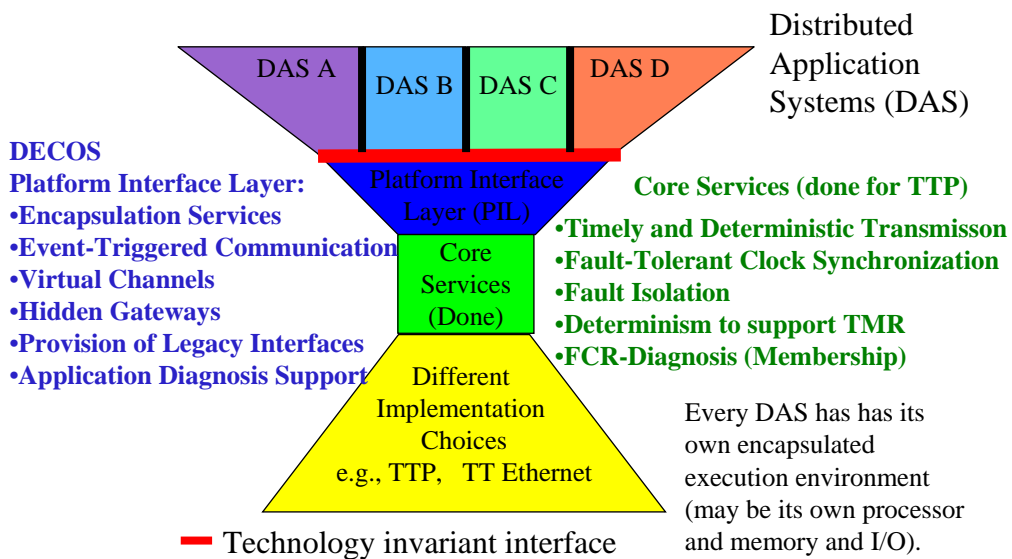 Distributed
Application
Systems (DAS)
DAS A
DAS B
DAS C
DAS D
DECOS
Platform Interface Layer:
•Encapsulation Services
•Event-Triggered Communication
•Virtual Channels
•Hidden Gateways
•Provision of Legacy Interfaces
•Application Diagnosis Support
Platform Interface
Layer (PIL)
Core
Services
(Done)
Core Services (done for TTP)
•Timely and Deterministic Transmisson
•Fault-Tolerant Clock Synchronization
•Fault Isolation
•Determinism to support TMR
•FCR-Diagnosis (Membership)
Different
Implementation
Choices
e.g., TTP, TT Ethernet
Every DAS has has its
own encapsulated
execution environment
(may be its own processor
and memory and I/O).
Technology invariant interface